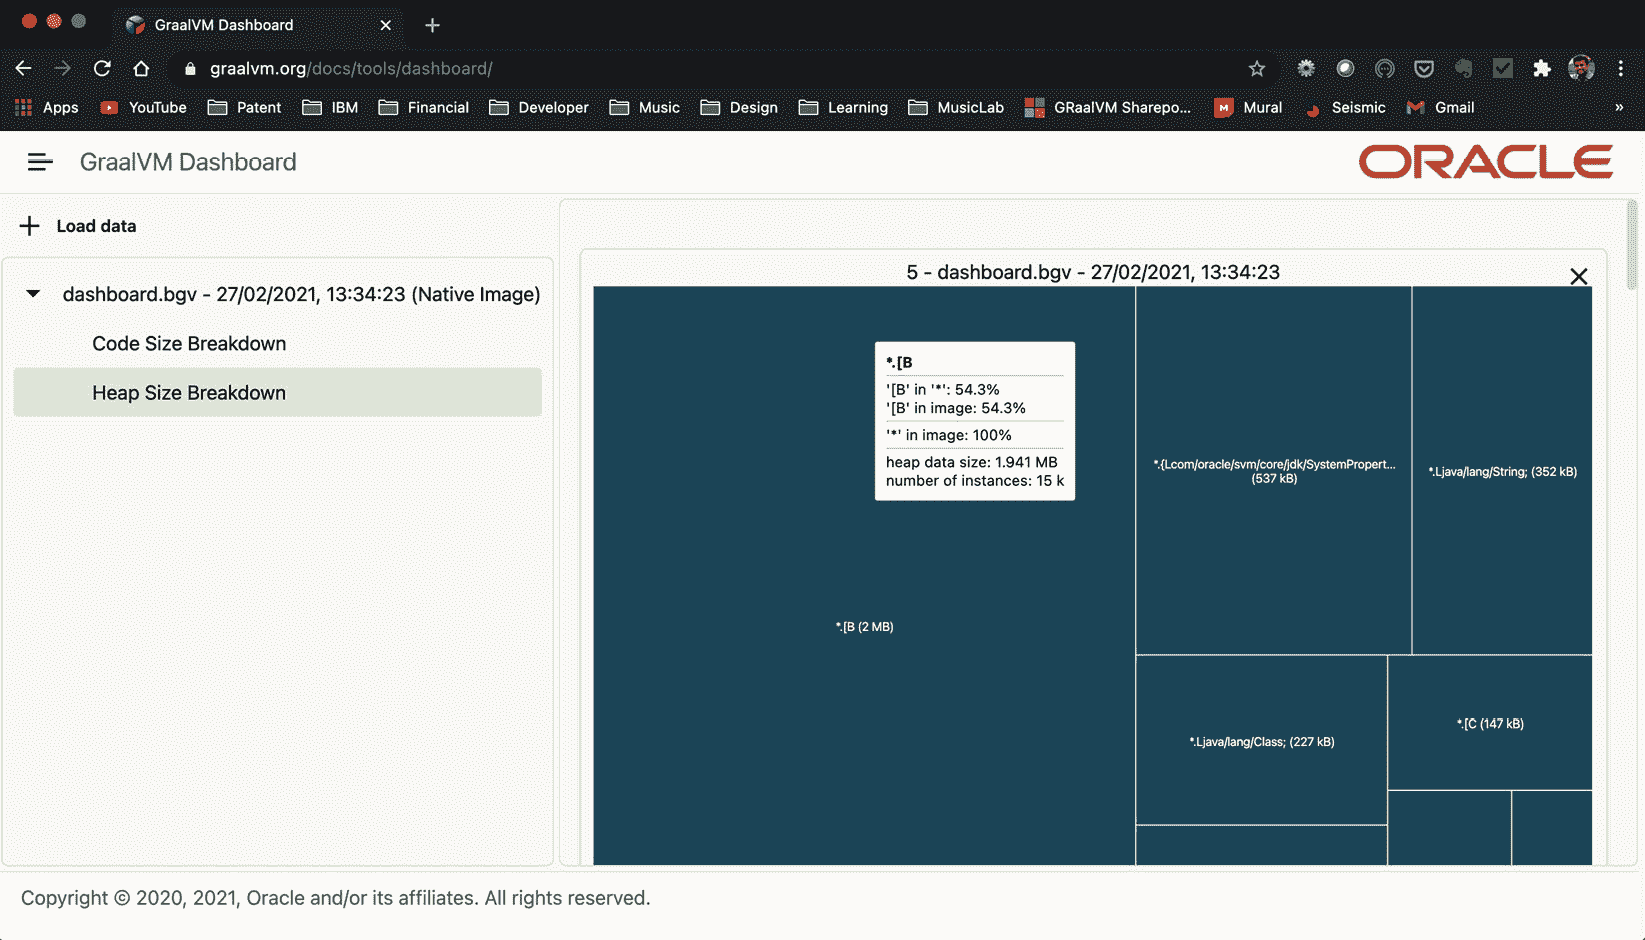 GraalVM Dashboard
graalvm.org/docs/tools/dashboard/
Apps YouTube Patent IBM Financial Developer Music Design Learning MusicLab GRaalVM Sharepo... M Mural Seismic Gmail »
GraalVM Dashboard
ORACLE
Load data
dashboard.bgv - 27/02/2021, 13:34:23 (Native Image)
Code Size Breakdown
Heap Size Breakdown
5 - dashboard.bgv - 27/02/2021, 13:34:23
*.[B
'[B' in '*': 54.3%
'[B' in image: 54.3%
'*' in image: 100%
heap data size: 1.941 MB
number of instances: 15 k
*.[B (2 MB)
*.{Lcom/oracle/svm/core/jdk/SystemPropert...
(537 kB)
*.Ljava/lang/String; (352 kB)
*.Ljava/lang/Class; (227 kB)
*.[C (147 kB)
Copyright © 2020, 2021, Oracle and/or its affiliates. All rights reserved.